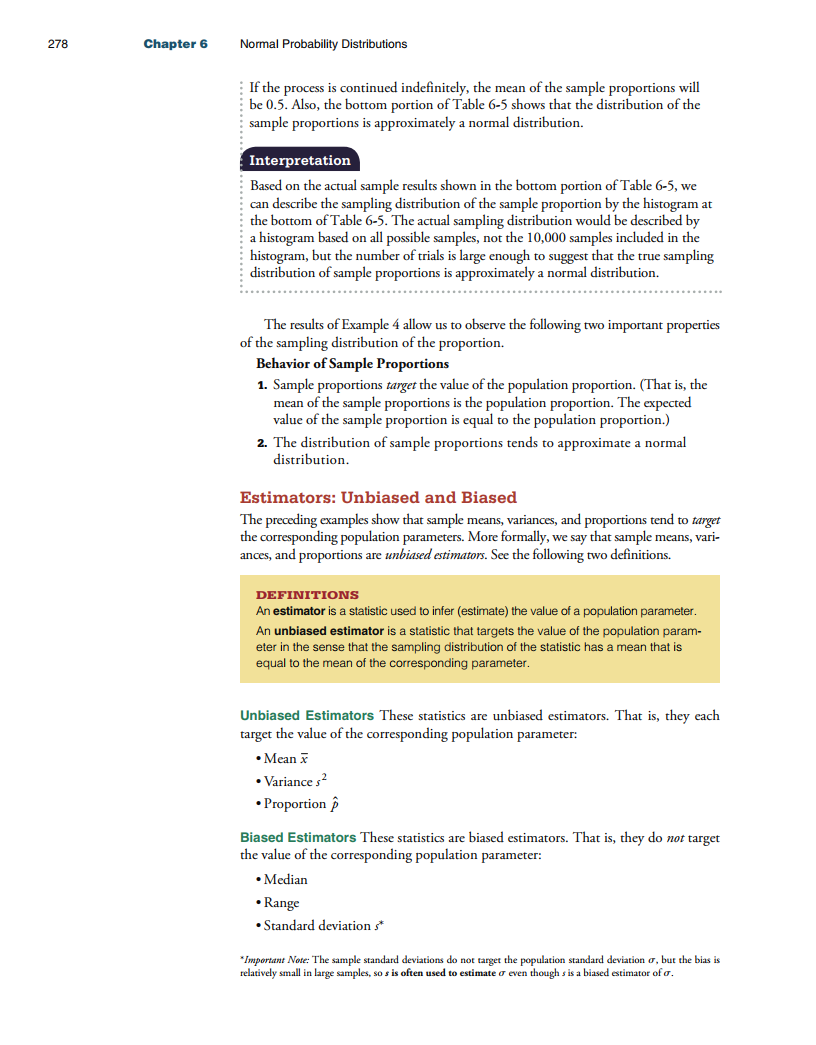 278 Chapter 6 Normal Probability Distributions
If the process is continued indefinitely, the mean of the sample proportions will
be 0.5. Also, the bottom portion of Table 6-5 shows that the distribution of the
sample proportions is approximately a normal distribution.
Interpretation
Based on the actual sample results shown in the bottom portion of Table 6-5, we
can describe the sampling distribution of the sample proportion by the histogram at
the bottom of Table 6-5. The actual sampling distribution would be described by
a histogram based on all possible samples, not the 10,000 samples included in the
histogram, but the number of trials is large enough to suggest that the true sampling
distribution of sample proportions is approximately a normal distribution.
The results of Example 4 allow us to observe the following two important properties
of the sampling distribution of the proportion.
Behavior of Sample Proportions
1. Sample proportions target the value of the population proportion. (That is, the
mean of the sample proportions is the population proportion. The expected
value of the sample proportion is equal to the population proportion.)
2. The distribution of sample proportions tends to approximate a normal
distribution.
Estimators: Unbiased and Biased
The preceding examples show that sample means, variances, and proportions tend to target
the corresponding population parameters. More formally, we say that sample means, vari-
ances, and proportions are unbiased estimators. See the following two definitions.
DEFINITIONS
An estimator is a statistic used to infer (estimate) the value of a population parameter.
An unbiased estimator is a statistic that targets the value of the population param-
eter in the sense that the sampling distribution of the statistic has a mean that is
equal to the mean of the corresponding parameter.
Unbiased Estimators These statistics are unbiased estimators. That is, they each
target the value of the corresponding population parameter:
• Mean x̄
• Variance s²
• Proportion p̂
Biased Estimators These statistics are biased estimators. That is, they do not target
the value of the corresponding population parameter:
• Median
• Range
• Standard deviation s*
*Important Note: The sample standard deviations do not target the population standard deviation σ, but the bias is
relatively small in large samples, so s is often used to estimate σ even though s is a biased estimator of σ.